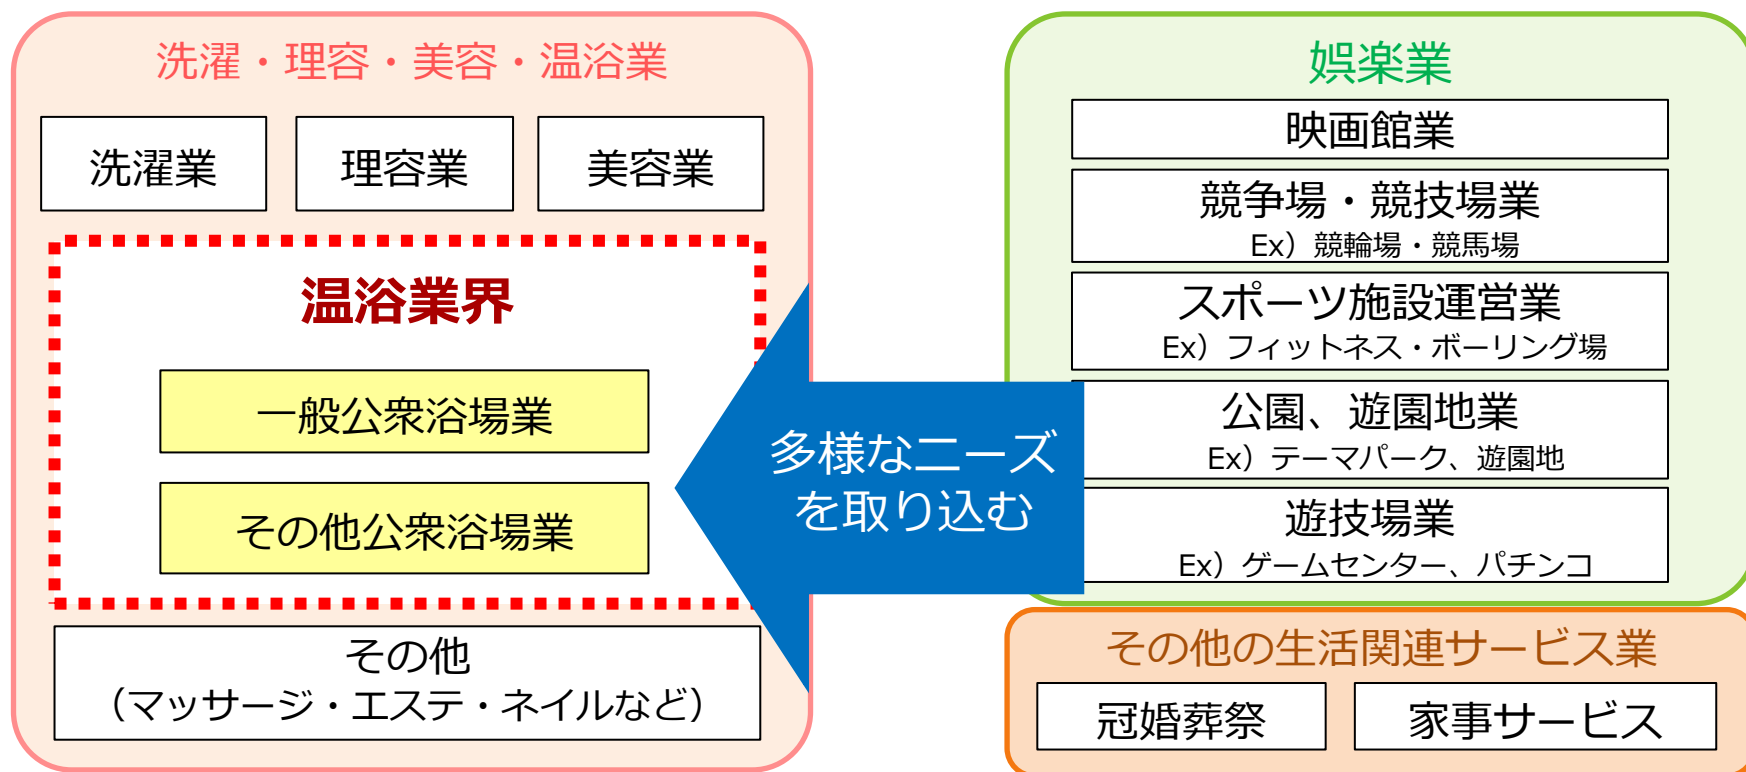 洗濯・理容・美容・温浴業
洗濯業
理容業
美容業
温浴業界
一般公衆浴場業
その他公衆浴場業
その他
（マッサージ・エステ・ネイルなど）
多様なニーズ
を取り込む
娯楽業
映画館業
競争場・競技場業
Ex）競輪場・競馬場
スポーツ施設運営業
Ex）フィットネス・ボーリング場
公園、遊園地業
Ex）テーマパーク、遊園地
遊技場業
Ex）ゲームセンター、パチンコ
その他の生活関連サービス業
冠婚葬祭
家事サービス